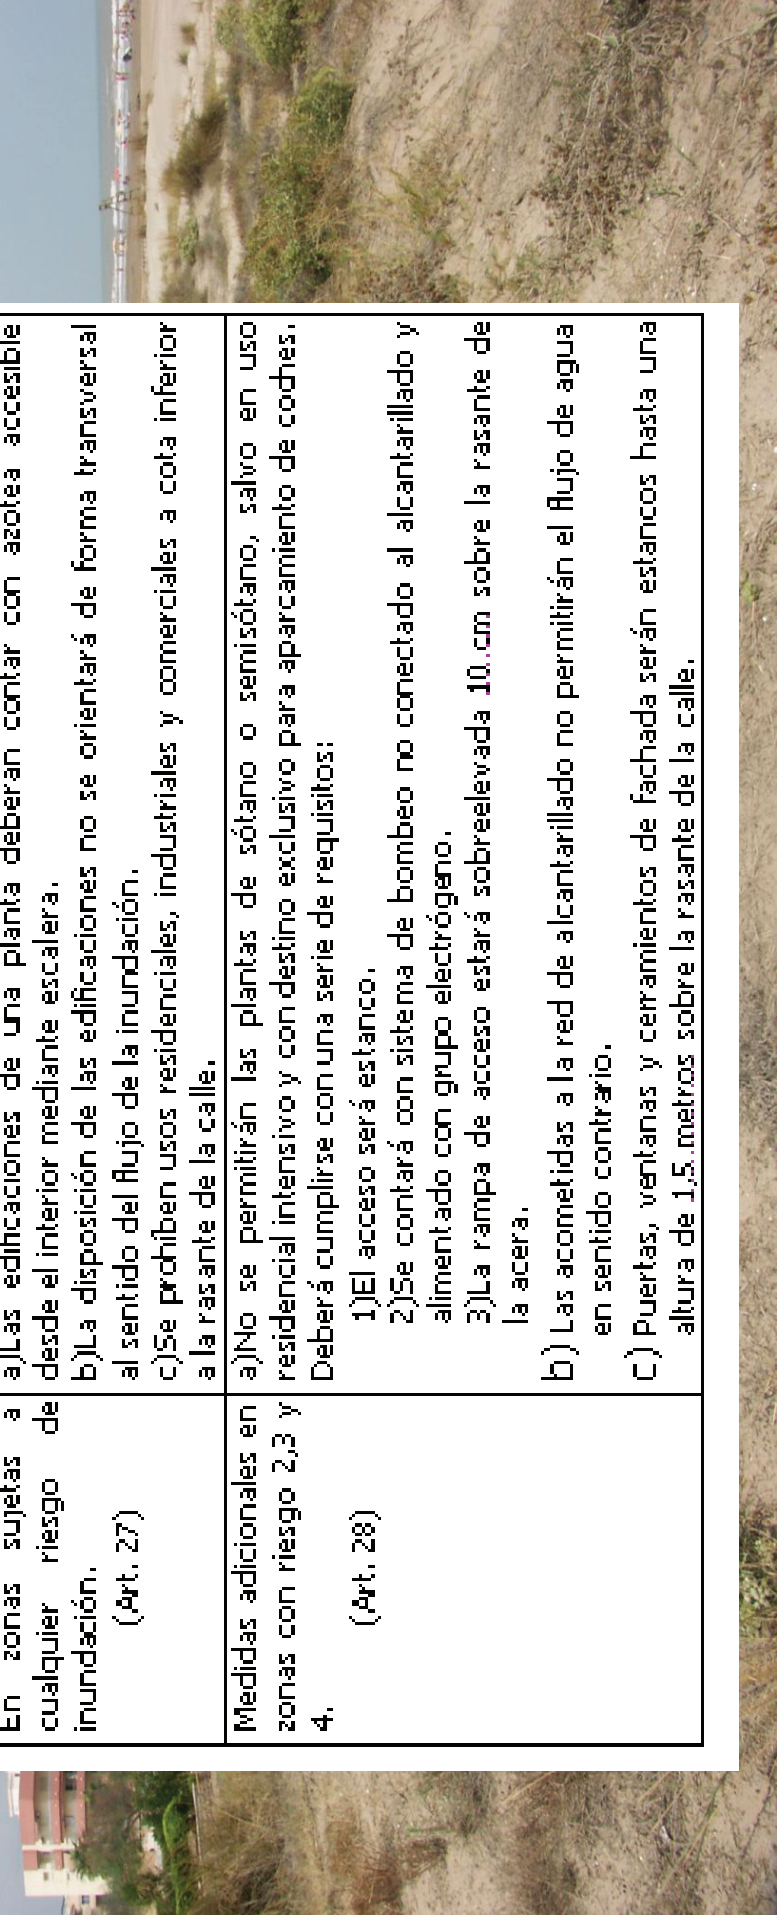 En zonas sujetas a
cualquier riesgo de
inundación.
(Art. 27)
a)Las edificaciones de una planta deberán contar con azotea accesible
desde el interior mediante escalera.
b)La disposición de las edificaciones no se orientará de forma transversal
al sentido del flujo de la inundación.
c)Se prohíben usos residenciales, industriales y comerciales a cota inferior
a la rasante de la calle.
Medidas adicionales en
zonas con riesgo 2,3 y
4.
(Art. 28)
a)No se permitirán las plantas de sótano o semisótano, salvo en uso
residencial intensivo y con destino exclusivo para aparcamiento de coches.
Deberá cumplirse con una serie de requisitos:
1)El acceso será estanco.
2)Se contará con sistema de bombeo no conectado al alcantarillado y
alimentado con grupo electrógeno.
3)La rampa de acceso estará sobreelevada 10 cm sobre la rasante de
la acera.
b) Las acometidas a la red de alcantarillado no permitirán el flujo de agua
en sentido contrario.
c) Puertas, ventanas y cerramientos de fachada serán estancos hasta una
altura de 1,5 metros sobre la rasante de la calle.